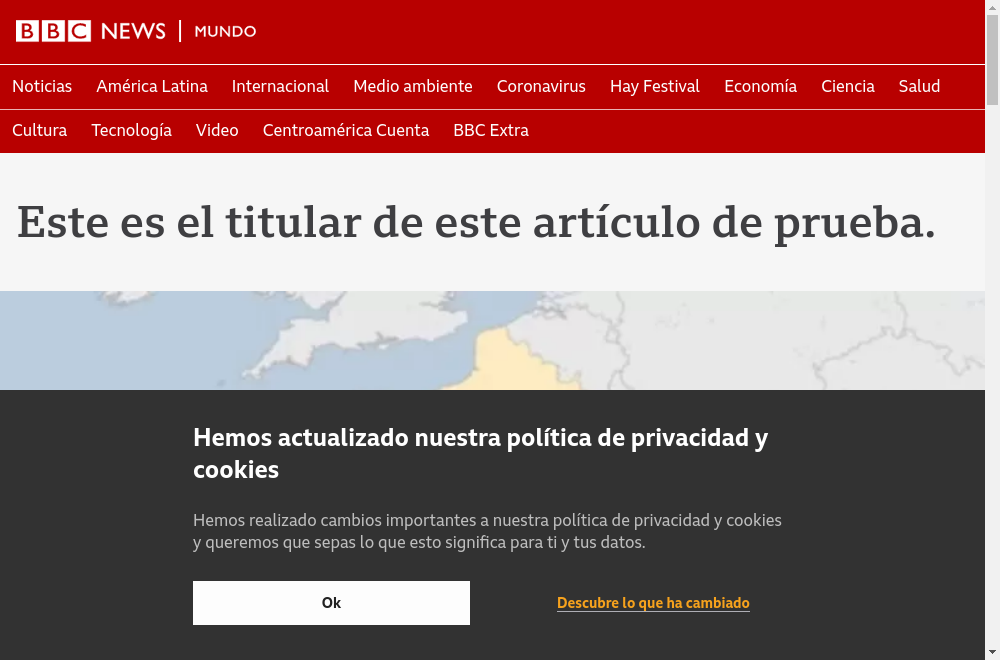 BBC NEWS | MUNDO
Noticias América Latina Internacional Medio ambiente Coronavirus Hay Festival Economía Ciencia Salud
Cultura Tecnología Video Centroamérica Cuenta BBC Extra
Este es el titular de este artículo de prueba.
Hemos actualizado nuestra política de privacidad y
cookies
Hemos realizado cambios importantes a nuestra política de privacidad y cookies
y queremos que sepas lo que esto significa para ti y tus datos.
Ok Descubre lo que ha cambiado